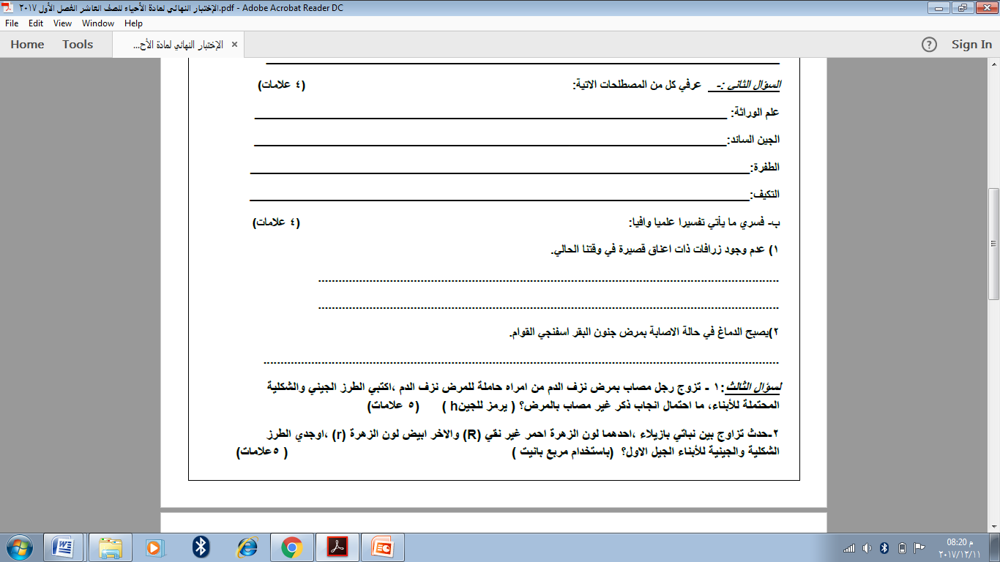 الإختبار النهائي لمادة الأحياء للصف العاشر الفصل الأول ٢٠١٧.pdf - Adobe Acrobat Reader DC
File Edit View Window Help
Home Tools الإختبار النهائي لمادة الأح... × ? Sign In
السؤال الثاني :- عرفي كل من المصطلحات الاتية: (٤ علامات)
علم الوراثة: ــــــــــــــــــــــــــــــــــــــــ
الجين السائد: ــــــــــــــــــــــــــــــــــــــــ
الطفرة: ــــــــــــــــــــــــــــــــــــــــ
التكيف: ــــــــــــــــــــــــــــــــــــــــ
ب- فسري ما يأتي تفسيرا علميا وافيا: (٤ علامات)
١) عدم وجود زرافات ذات اعناق قصيرة في وقتنا الحالي.
................................................
................................................
٢)يصبح الدماغ في حالة الاصابة بمرض جنون البقر اسفنجي القوام.
................................................
لسؤال الثالث:١ - تزوج رجل مصاب بمرض نزف الدم من امراه حاملة للمرض نزف الدم ،اكتبي الطرز الجيني والشكلية
المحتملة للأبناء، ما احتمال انجاب ذكر غير مصاب بالمرض؟ ( يرمز للجينh ) (٥ علامات)
٢-حدث تزاوج بين نباتي بازيلاء ،احدهما لون الزهرة احمر غير نقي (R) والاخر ابيض لون الزهرة (r) ،اوجدي الطرز
الشكلية والجينية للأبناء الجيل الاول؟ (باستخدام مربع بانيت ) ( ٥علامات)
08:20 م
٢٠١٧/١٢/١١